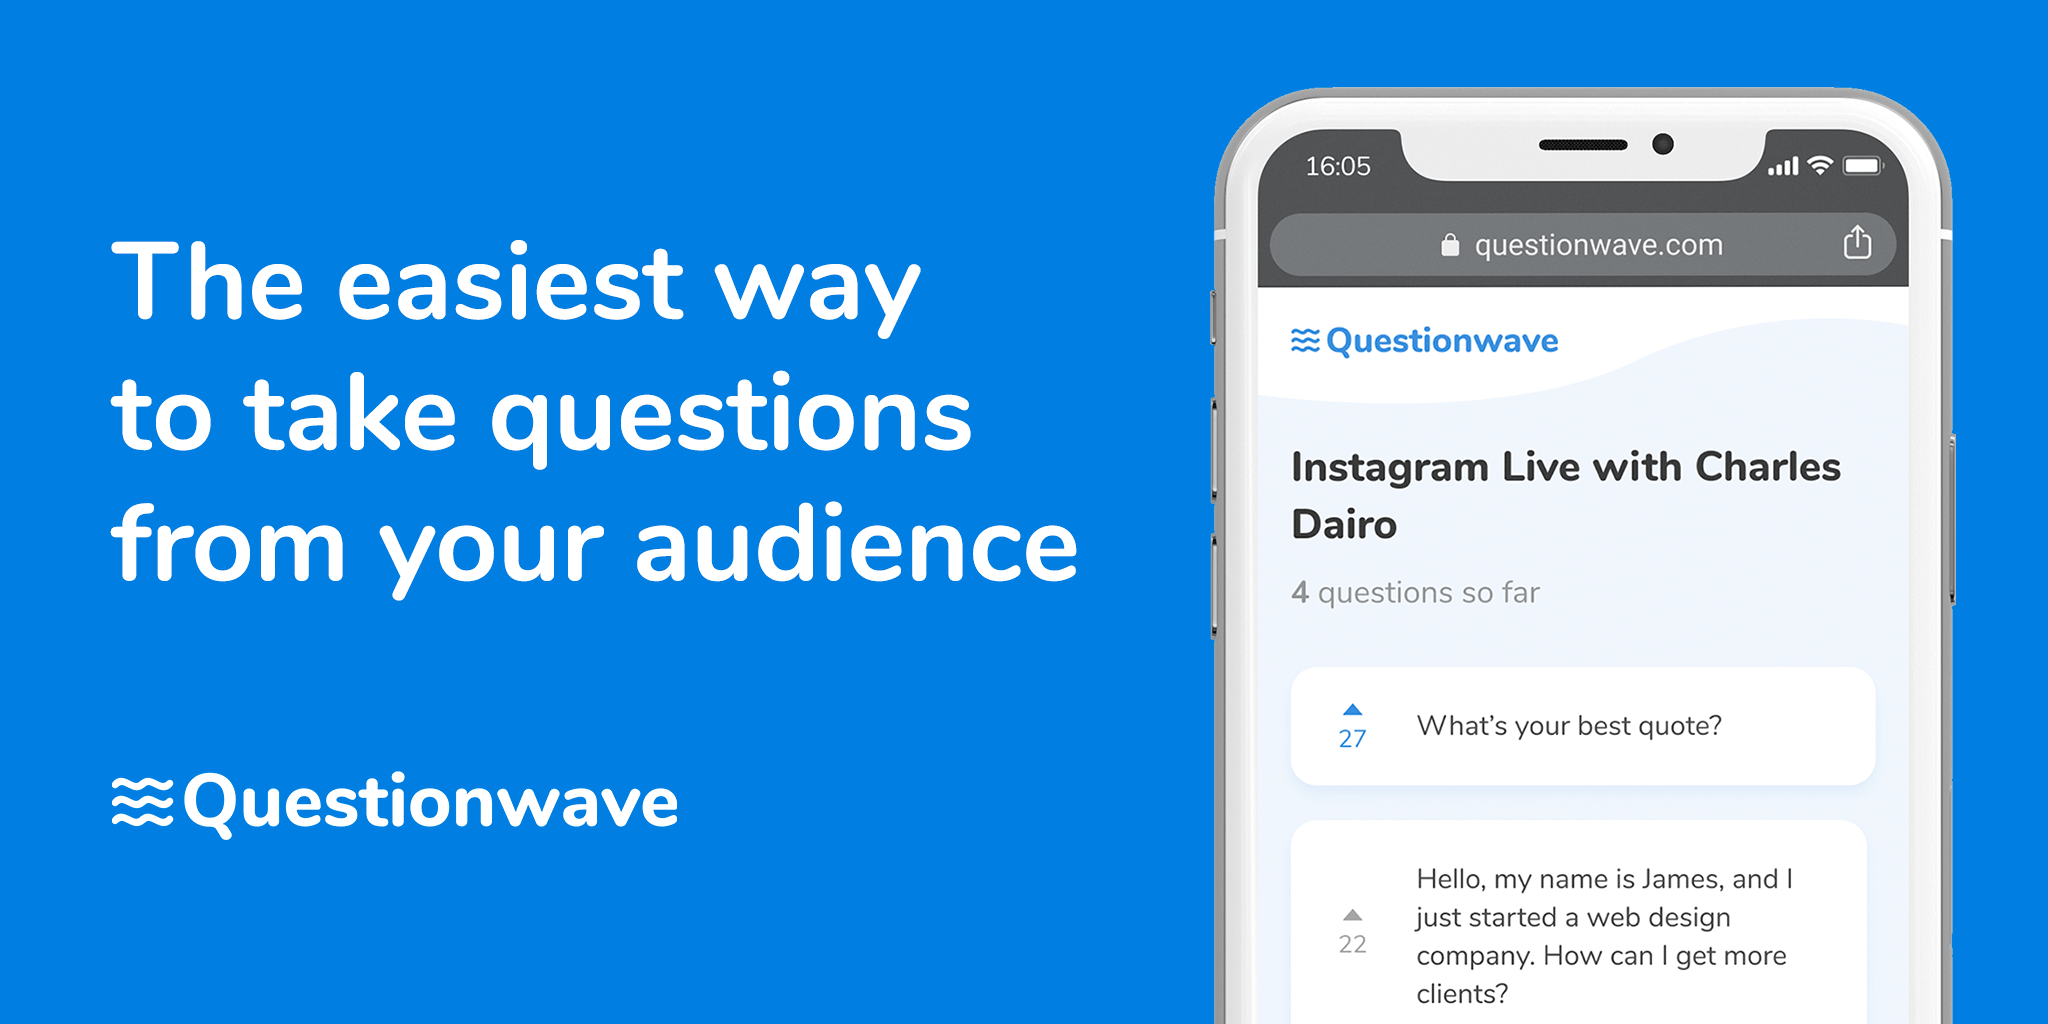 The easiest way
to take questions
from your audience
Questionwave
16:05
questionwave.com
Questionwave
Instagram Live with Charles
Dairo
4 questions so far
27
What's your best quote?
22
Hello, my name is James, and I
just started a web design
company. How can I get more
clients?